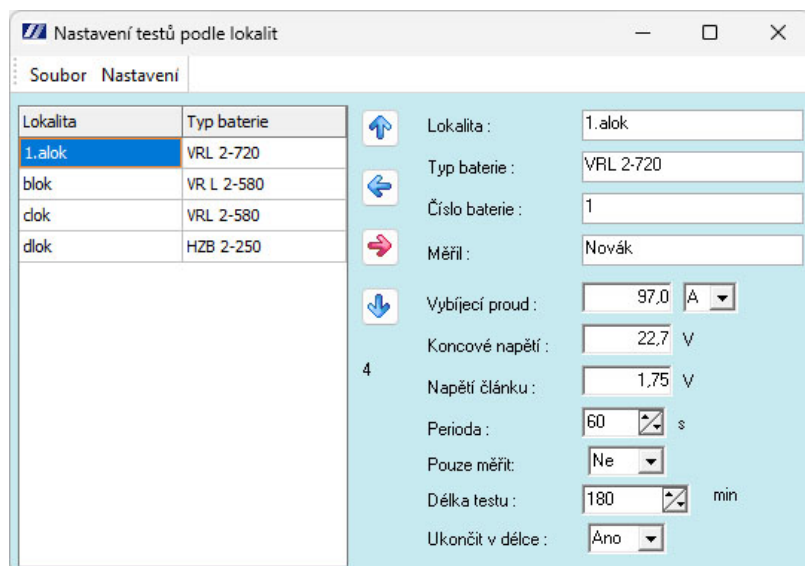 Nastavení testů podle lokalit
Soubor Nastavení
Lokalita Typ baterie
1.alok VRL 2-720
blok VR L 2-580
clok VRL 2-580
dlok HZB 2-250
4
Lokalita : 1.alok
Typ baterie : VRL 2-720
Číslo baterie : 1
Měřil : Novák
Vybíjecí proud : 97,0 A
Koncové napětí : 22,7 V
Napětí článku : 1,75 V
Perioda : 60 s
Pouze měřit: Ne
Délka testu : 180 min
Ukončit v délce : Ano